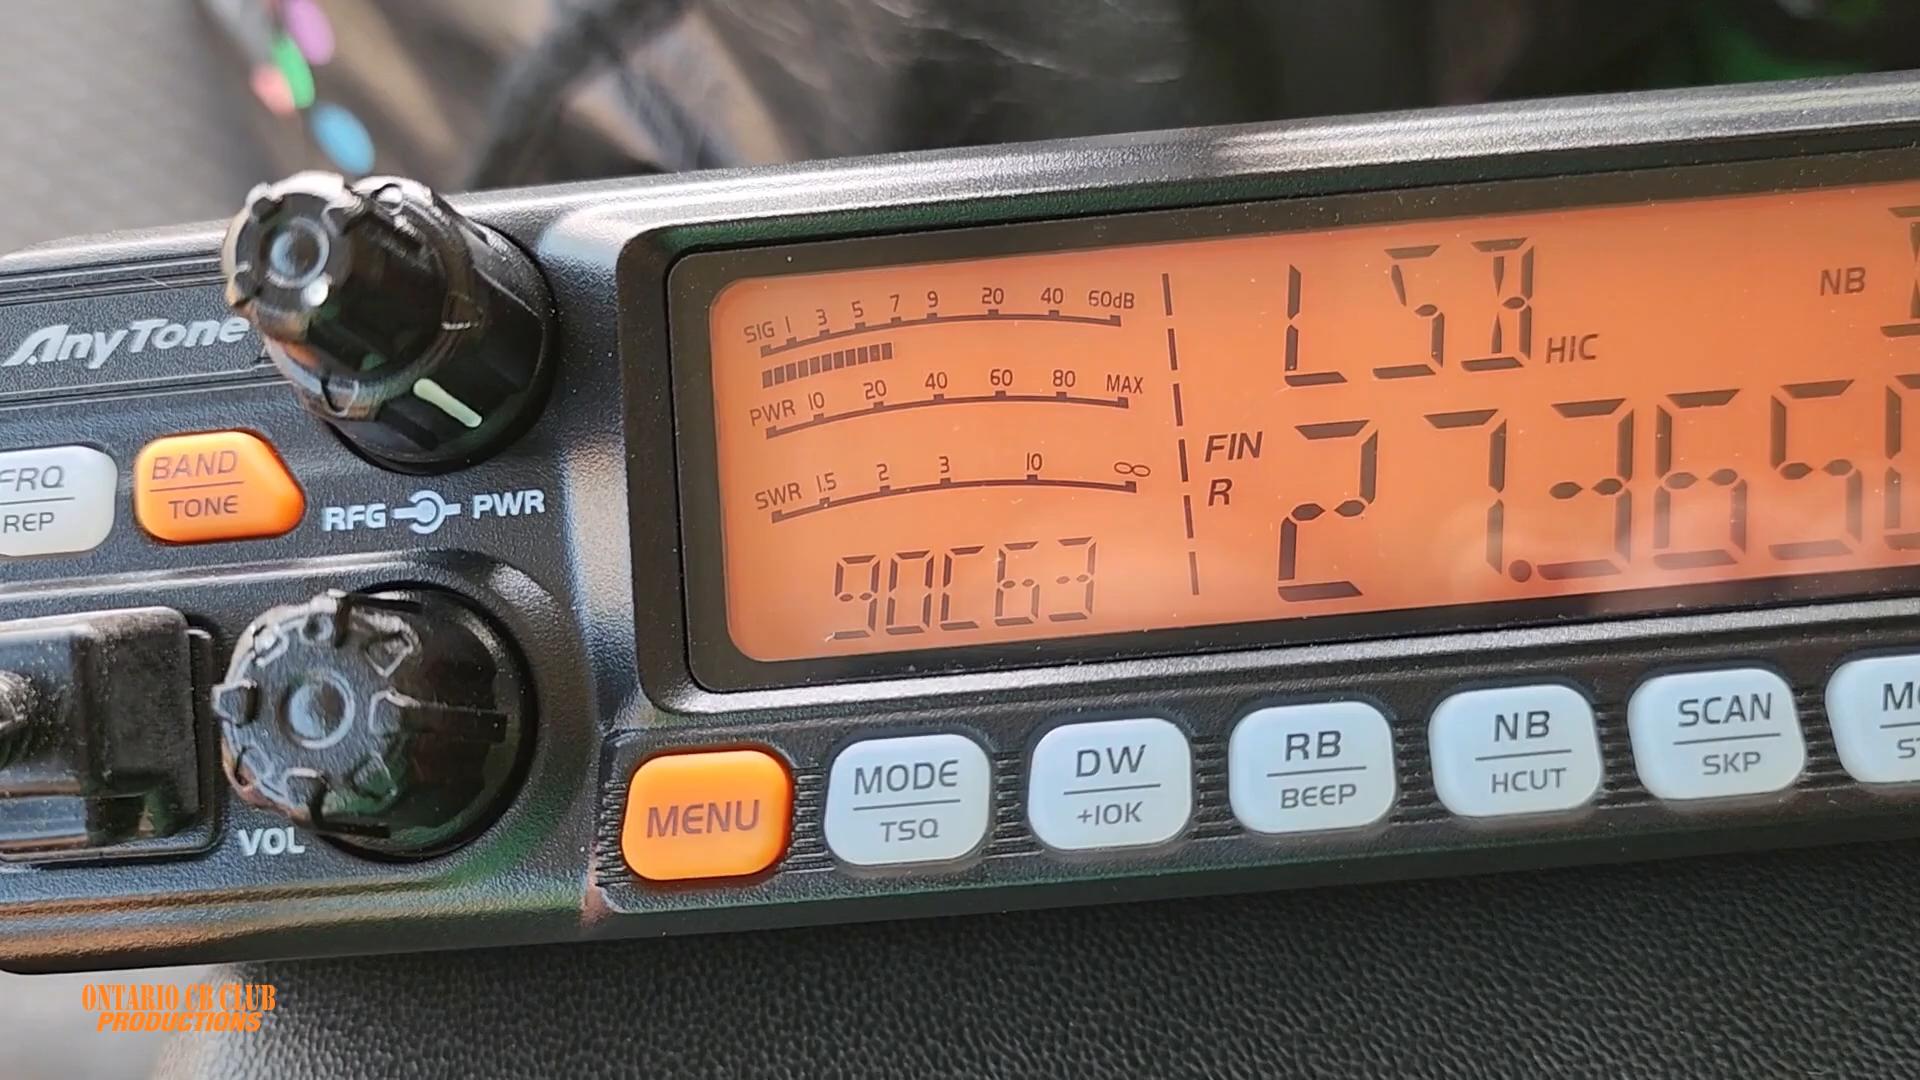 AnyTone
FRQ
REP
BAND
TONE
RFG PWR
VOL
SIG 1 3 5 7 9 20 40 60dB
PWR 10 20 40 60 80 MAX
SWR 1.5 2 3 10 ∞
90C63
LSB
HIC
NB
FIN
R
27.3650
MENU
MODE
TSQ
DW
+10K
RB
BEEP
NB
HCUT
SCAN
SKP
ONTARIO CB CLUB
PRODUCTIONS